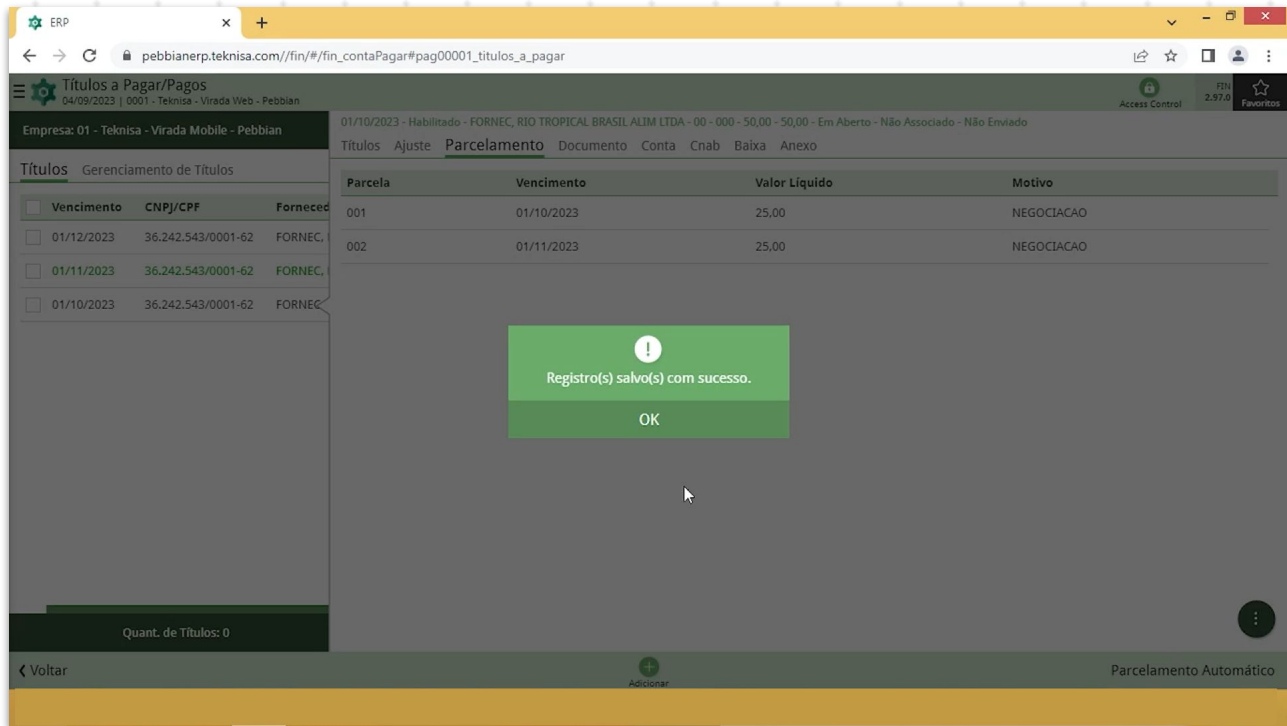 ERP
pebbianerp.teknisa.com//fin/#/fin_contaPagar#pag00001_titulos_a_pagar
Títulos a Pagar/Pagos
04/09/2023 | 0001 - Teknisa - Virada Web - Pebbian
Access Control
FIN
2.97.0
Favoritos
Empresa: 01 - Teknisa - Virada Mobile - Pebbian
01/10/2023 - Habilitado - FORNEC, RIO TROPICAL BRASIL ALIM LTDA - 00 - 000 - 50,00 - 50,00 - Em Aberto - Não Associado - Não Enviado
Títulos Ajuste Parcelamento Documento Conta Cnab Baixa Anexo
Títulos Gerenciamento de Títulos
Parcela Vencimento Valor Líquido Motivo
001 01/10/2023 25,00 NEGOCIACAO
002 01/11/2023 25,00 NEGOCIACAO
Vencimento CNPJ/CPF Forneced
01/12/2023 36.242.543/0001-62 FORNEC,
01/11/2023 36.242.543/0001-62 FORNEC,
01/10/2023 36.242.543/0001-62 FORNEC
Registro(s) salvo(s) com sucesso.
OK
Quant. de Títulos: 0
Voltar
Adicionar
Parcelamento Automático